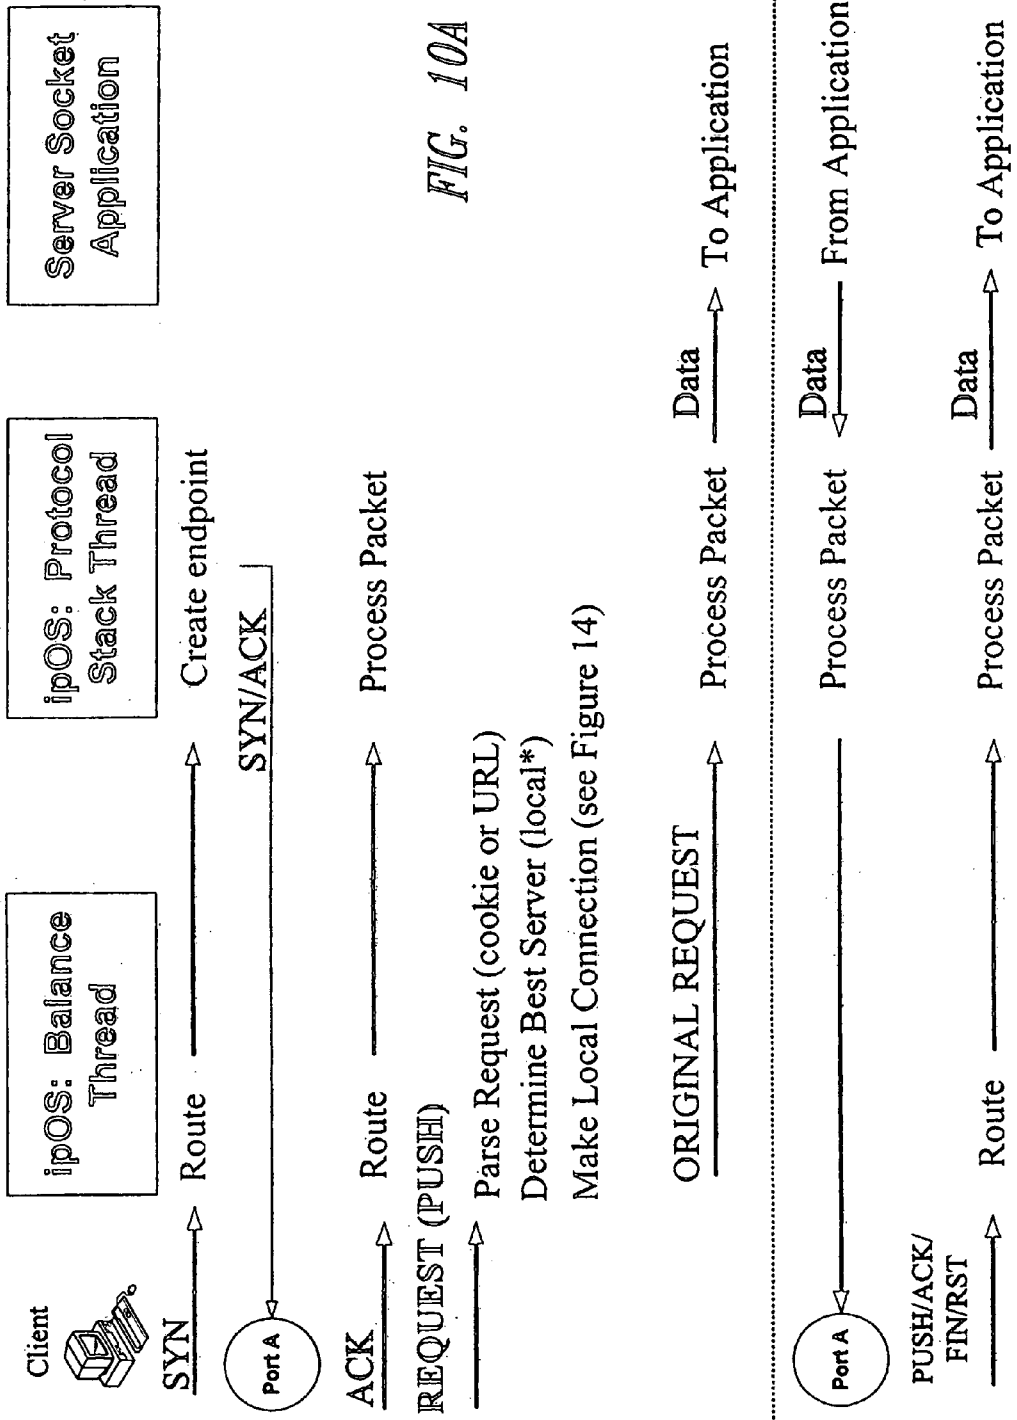 Client
ipOS: Balance
Thread
ipOS: Protocol
Stack Thread
Server Socket
Application
SYN
Route
Create endpoint
SYN/ACK
Port A
ACK
Route
Process Packet
FIG. 10A
REQUEST (PUSH)
Parse Request (cookie or URL)
Determine Best Server (local*)
Make Local Connection (see Figure 14)
ORIGINAL REQUEST
Process Packet
Data
To Application
Port A
Process Packet
Data
From Application
PUSH/ACK/
FIN/RST
Route
Process Packet
Data
To Application